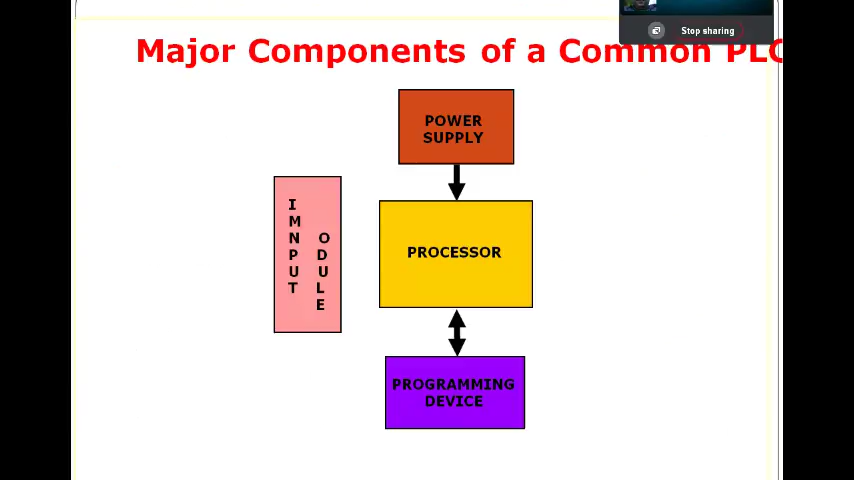 Stop sharing
Major Components of a Common PLC
POWER
SUPPLY
I
M
N O
P D
U U
T L
E
PROCESSOR
PROGRAMMING
DEVICE